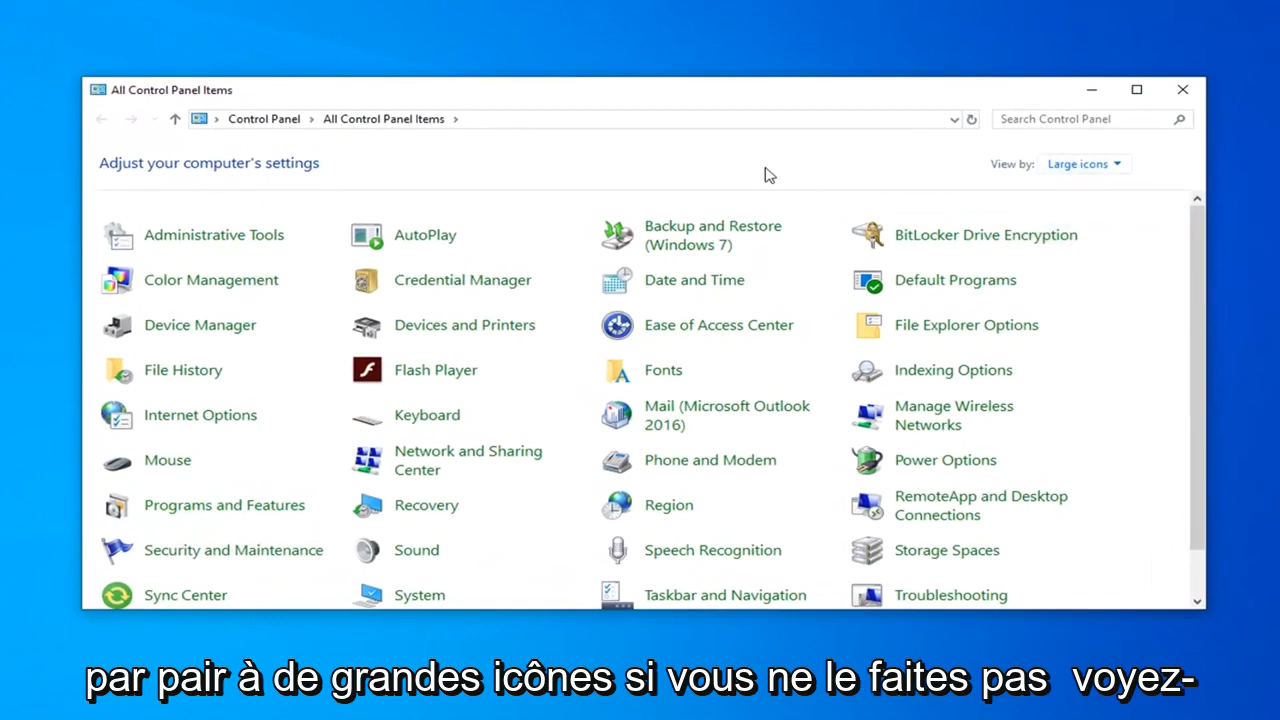 All Control Panel Items
Control Panel > All Control Panel Items >
Search Control Panel
Adjust your computer's settings
View by: Large icons
Administrative Tools
AutoPlay
Backup and Restore
(Windows 7)
BitLocker Drive Encryption
Color Management
Credential Manager
Date and Time
Default Programs
Device Manager
Devices and Printers
Ease of Access Center
File Explorer Options
File History
Flash Player
Fonts
Indexing Options
Internet Options
Keyboard
Mail (Microsoft Outlook
2016)
Manage Wireless
Networks
Mouse
Network and Sharing
Center
Phone and Modem
Power Options
Programs and Features
Recovery
Region
RemoteApp and Desktop
Connections
Security and Maintenance
Sound
Speech Recognition
Storage Spaces
Sync Center
System
Taskbar and Navigation
Troubleshooting
par pair à de grandes icônes si vous ne le faites pas voyez-